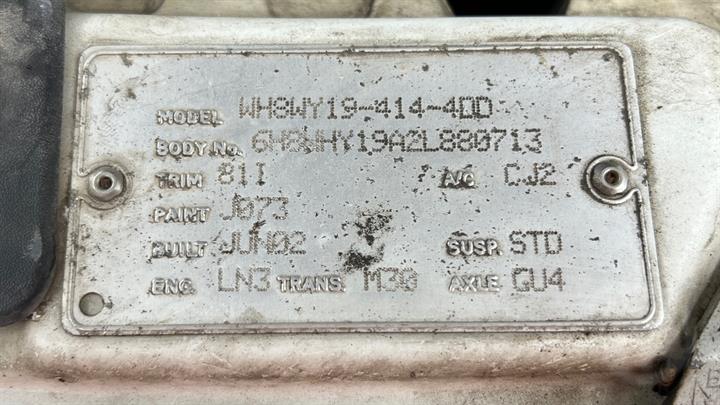 MODEL WH8WY19-414-4DD
BODY No. 6H8WHY19A2L880713
TRIM 81I A/C CJ2
PAINT J073
BUILT JUN02 SUSP. STD
ENG. LN3 TRANS. M30 AXLE GU4